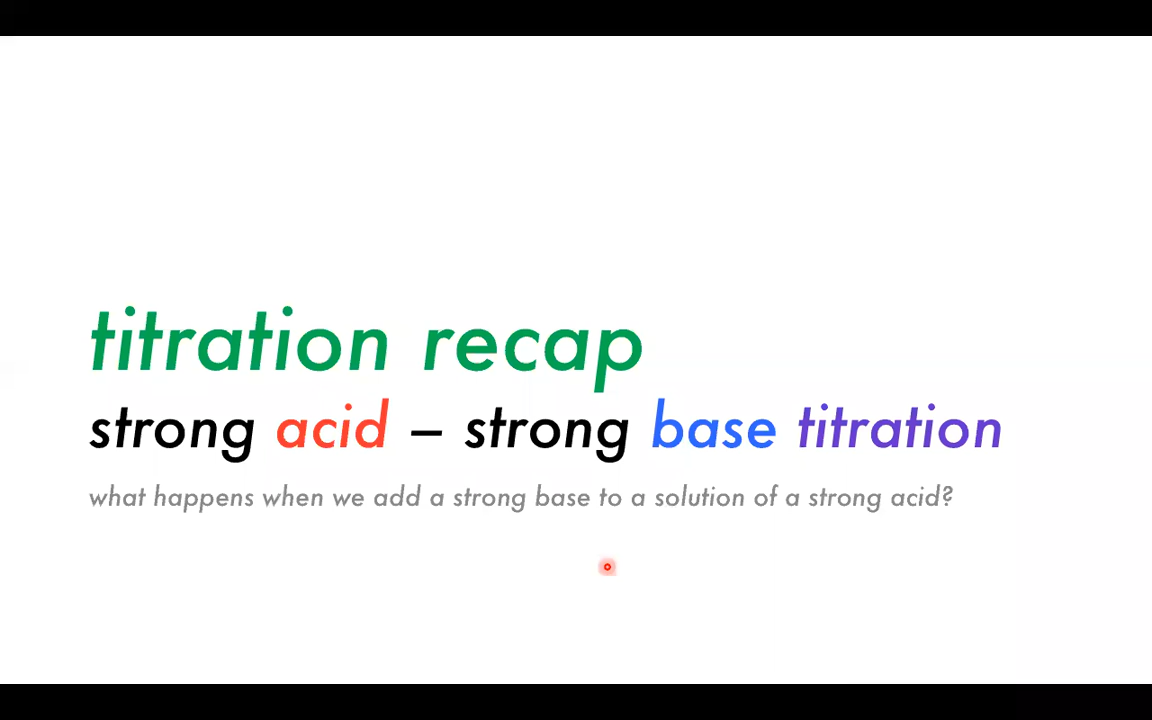 titration recap
strong acid – strong base titration
what happens when we add a strong base to a solution of a strong acid?